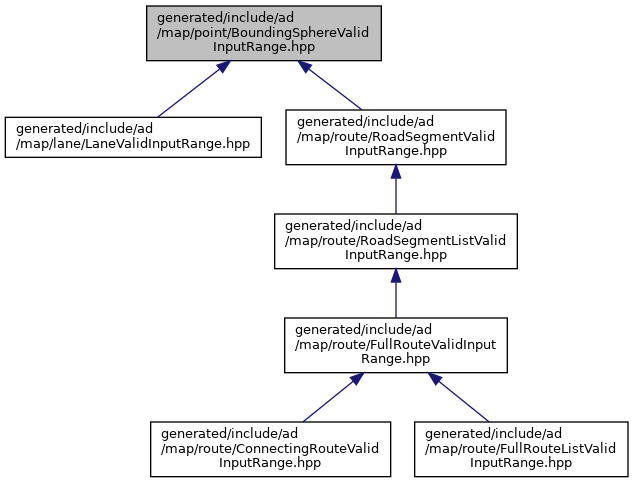 generated/include/ad
/map/point/BoundingSphereValid
InputRange.hpp
generated/include/ad
/map/lane/LaneValidInputRange.hpp
generated/include/ad
/map/route/RoadSegmentValid
InputRange.hpp
generated/include/ad
/map/route/RoadSegmentListValid
InputRange.hpp
generated/include/ad
/map/route/FullRouteValidInput
Range.hpp
generated/include/ad
/map/route/ConnectingRouteValid
InputRange.hpp
generated/include/ad
/map/route/FullRouteListValid
InputRange.hpp